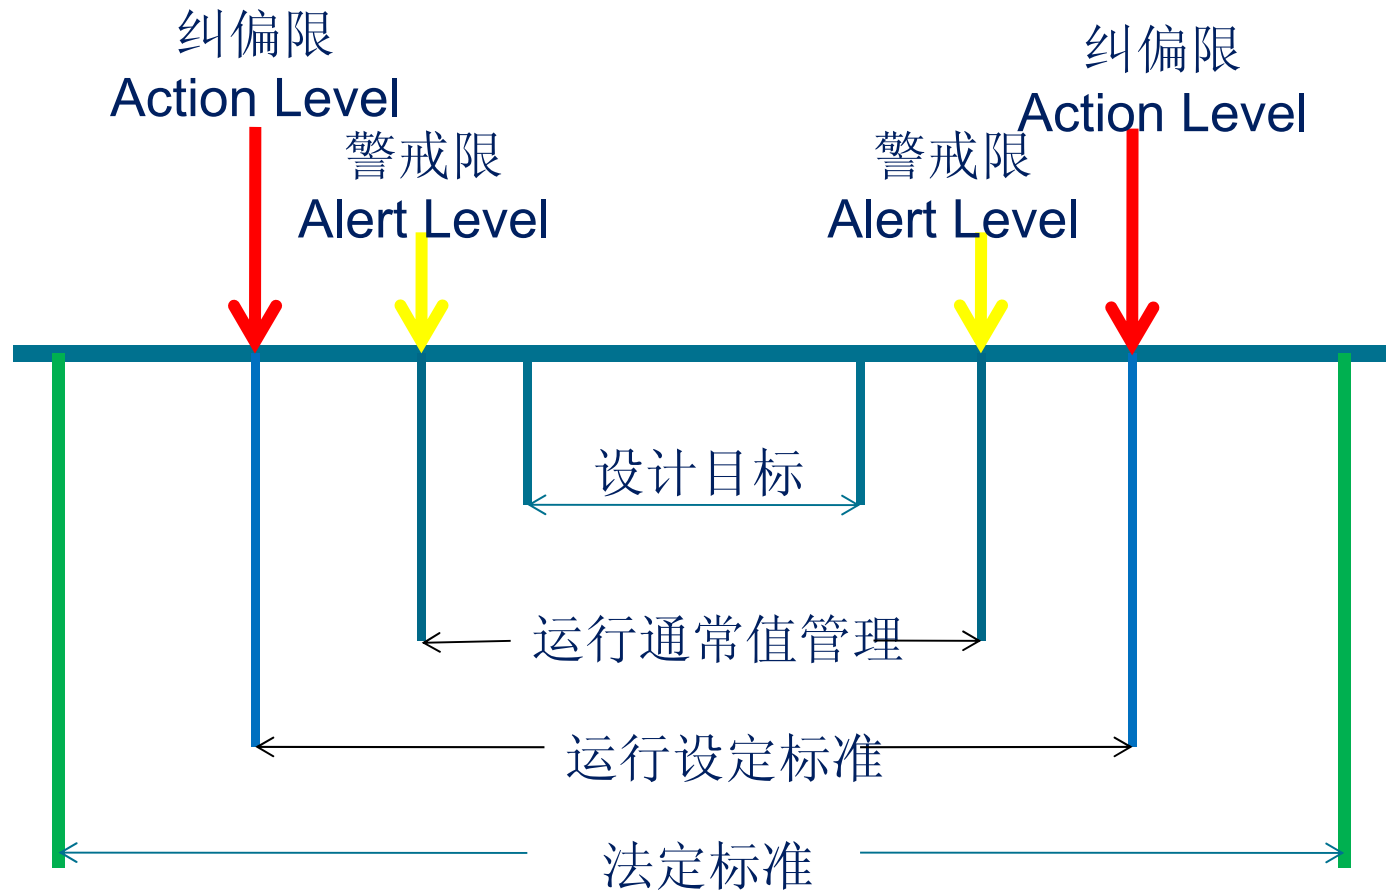 纠偏限
Action Level
纠偏限
Action Level
警戒限
Alert Level
警戒限
Alert Level
设计目标
运行通常值管理
运行设定标准
法定标准